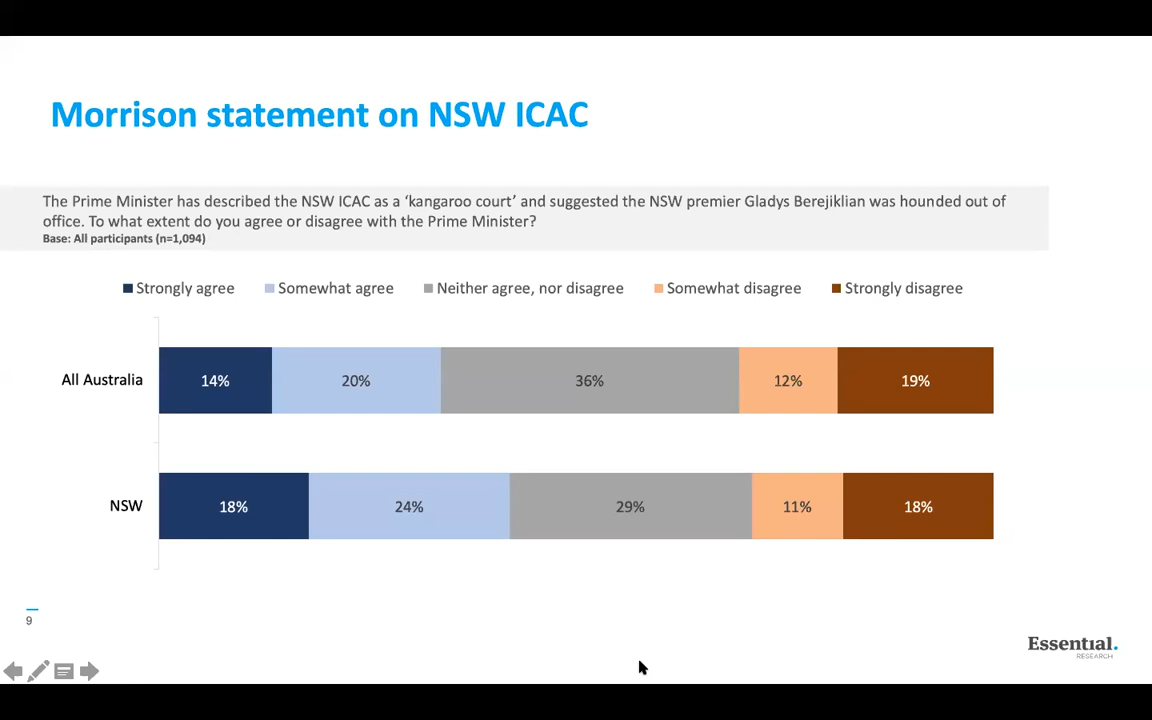 Morrison statement on NSW ICAC
The Prime Minister has described the NSW ICAC as a ‘kangaroo court’ and suggested the NSW premier Gladys Berejiklian was hounded out of
office. To what extent do you agree or disagree with the Prime Minister?
Base: All participants (n=1,094)
Strongly agree Somewhat agree Neither agree, nor disagree Somewhat disagree Strongly disagree
All Australia 14% 20% 36% 12% 19%
NSW 18% 24% 29% 11% 18%
9
Essential.
RESEARCH